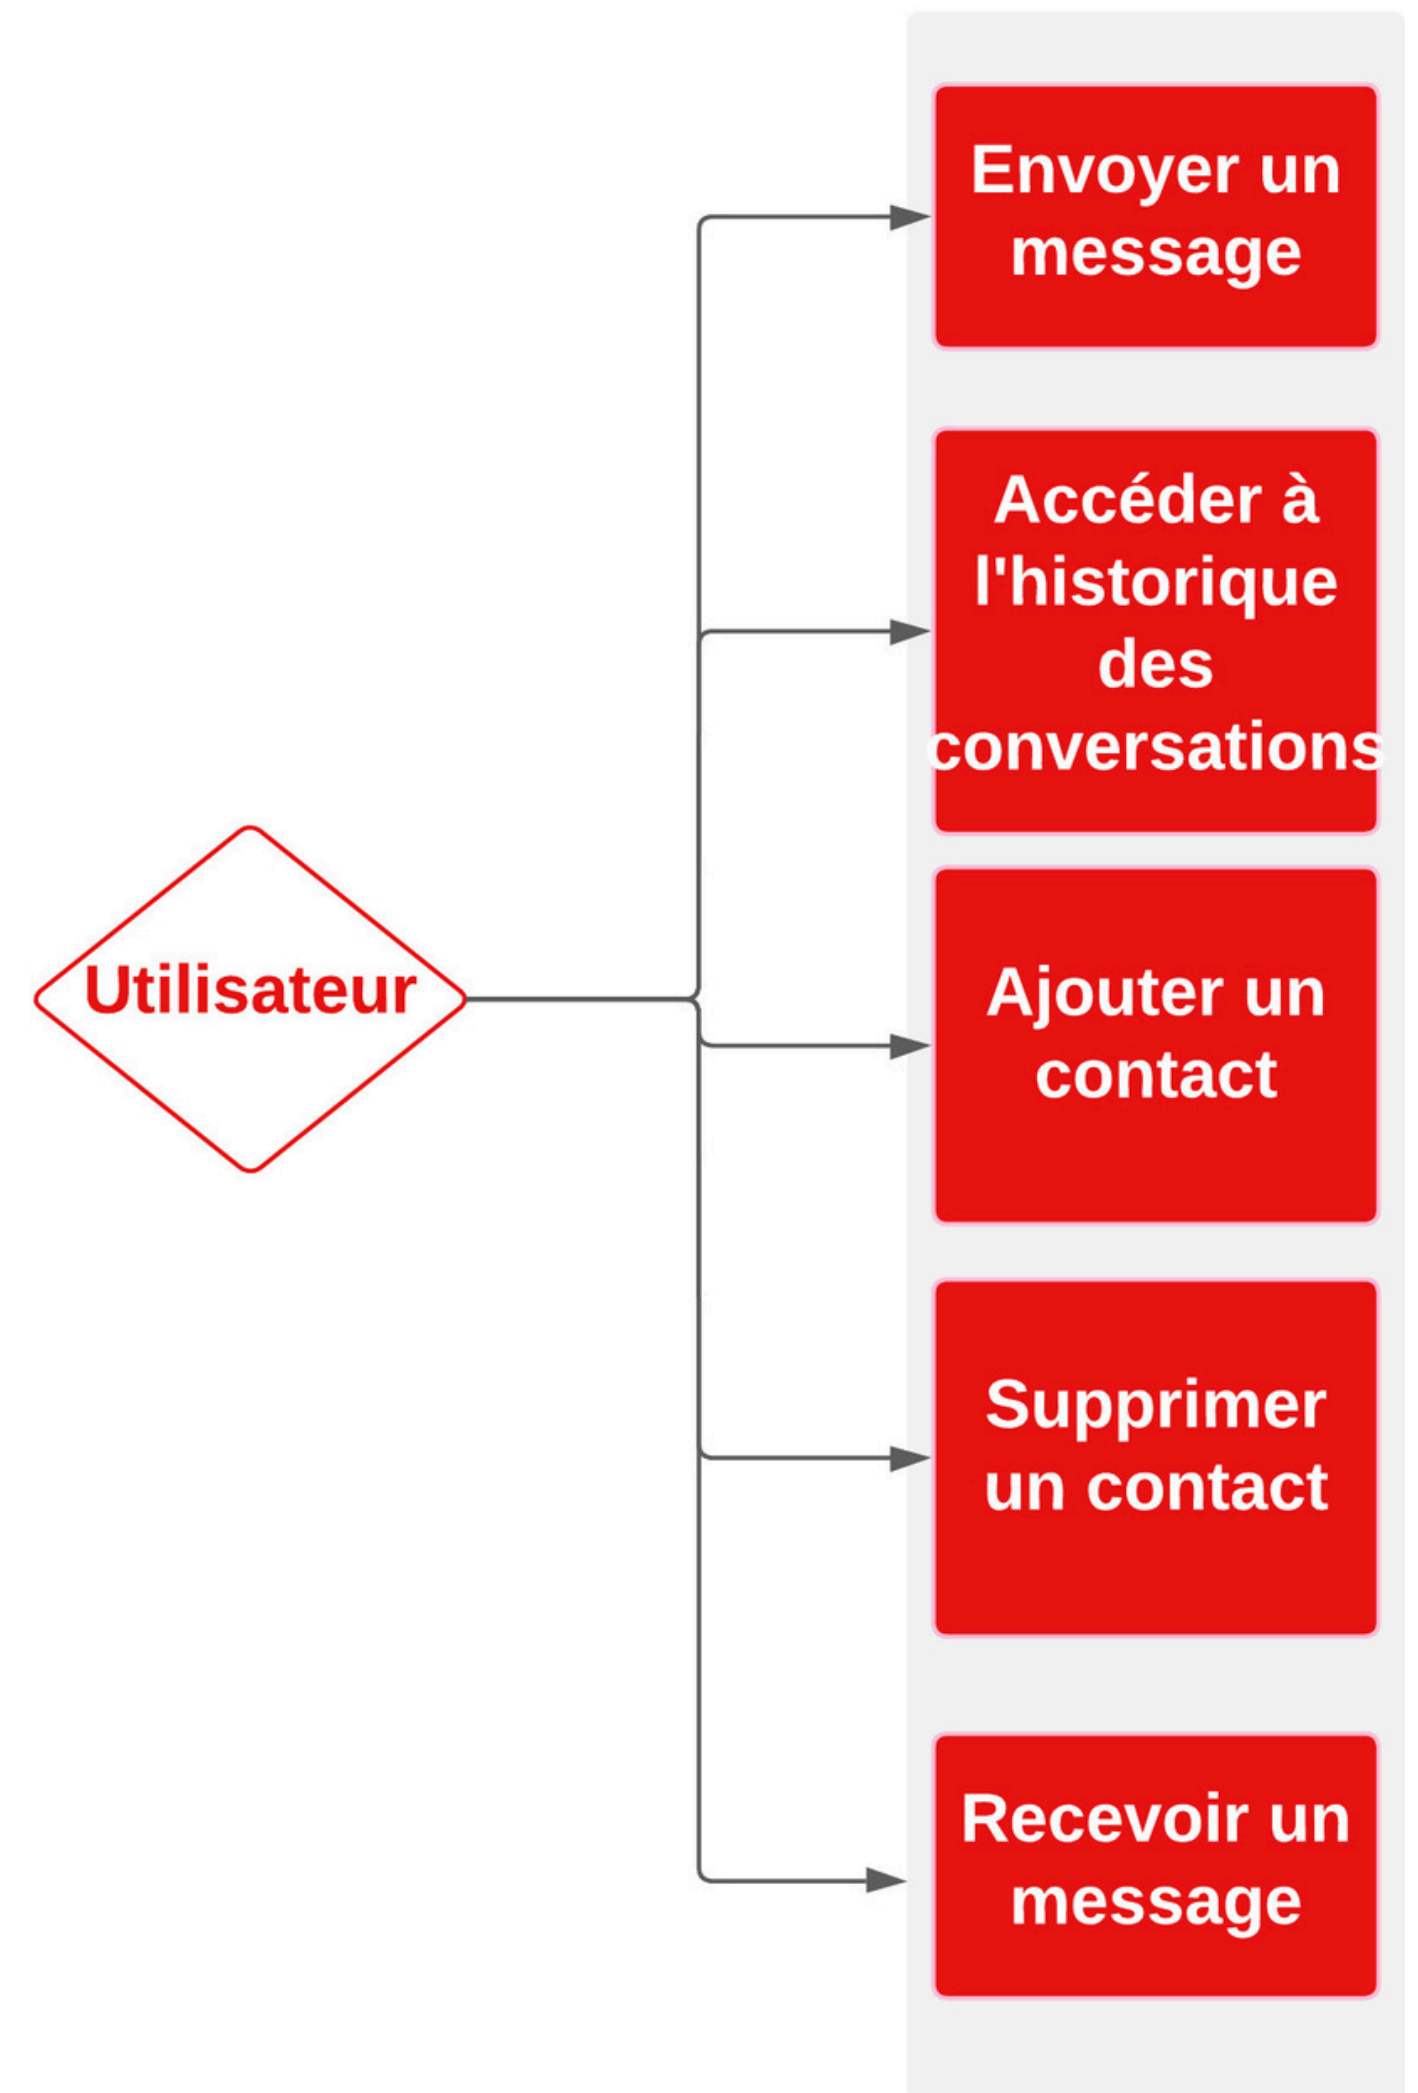 Envoyer un
message
Accéder à
l'historique
des
conversations
Utilisateur
Ajouter un
contact
Supprimer
un contact
Recevoir un
message